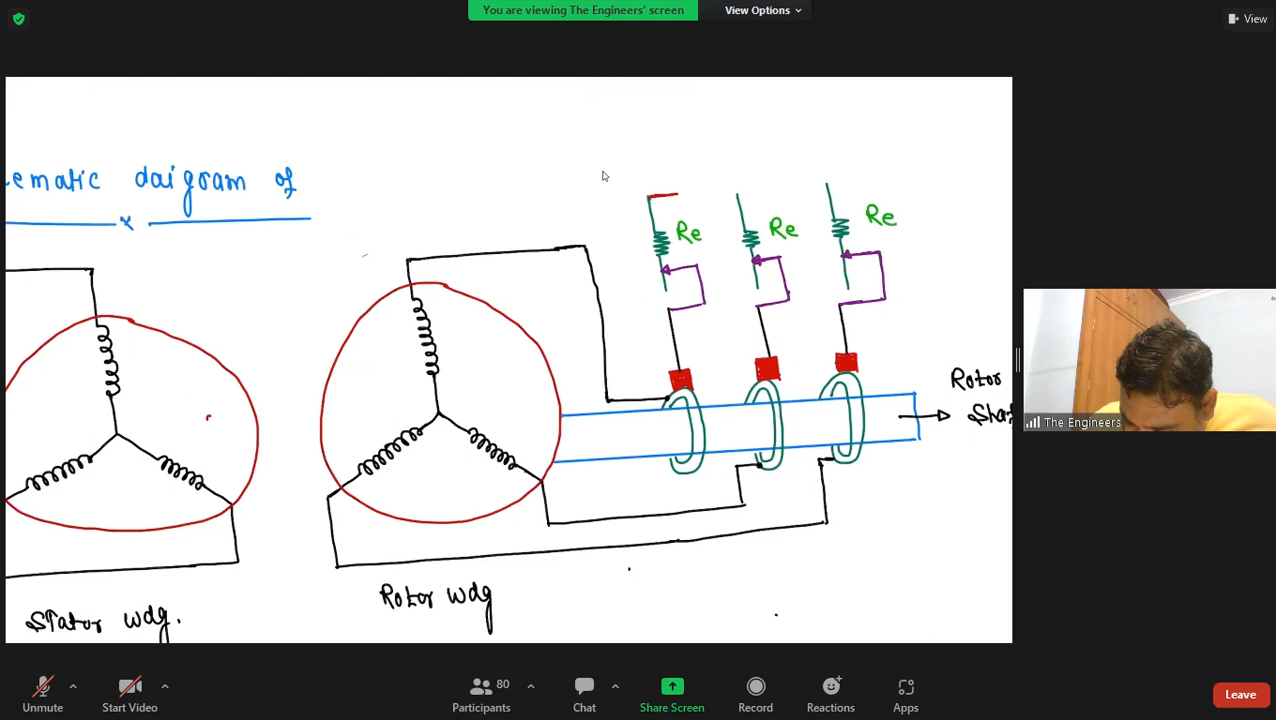 You are viewing The Engineers' screen
View Options
View
ematic daigram of
Re
Re
Re
Rotor
Shaf
The Engineers
Rotor wdg
Stator wdg.
Unmute
Start Video
Participants
80
Chat
Share Screen
Record
Reactions
Apps
Leave